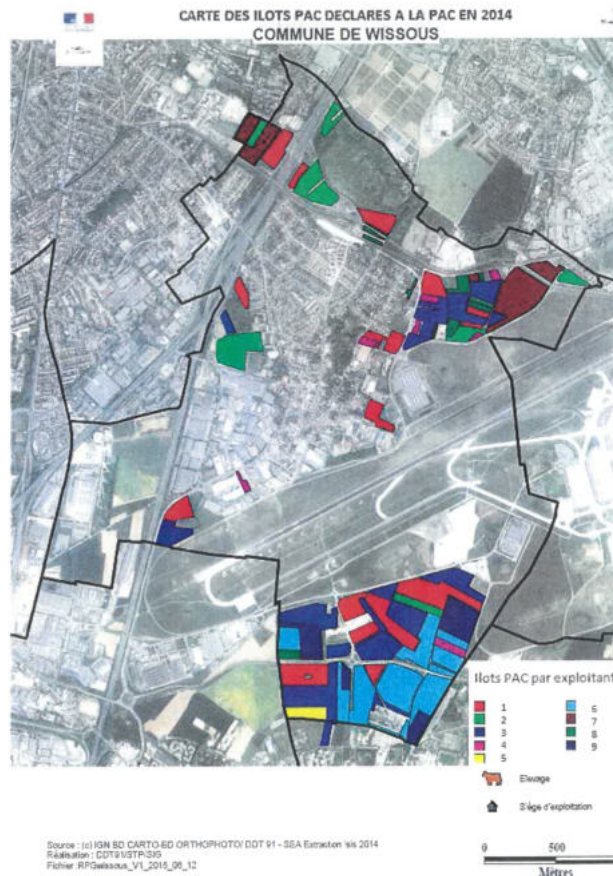 CARTE DES ILOTS PAC DECLARES A LA PAC EN 2014
COMMUNE DE WISSOUS
Ilots PAC par exploitant
1
2
3
4
5
6
7
8
9
Elevage
Siège d'exploitation
Source : (c) IGN BD CARTO-BD ORTHOPHOTO/ DDT 91 - SEA Extraction isis 2014
Réalisation : DDT91/STP/SIG
Fichier :RPGwissous_V1_2015_06_12
0 500
Mètres